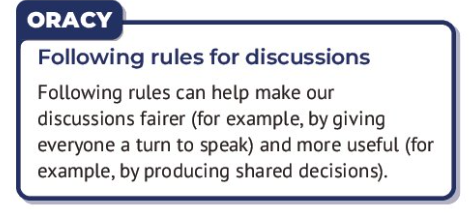 ORACY
Following rules for discussions
Following rules can help make our
discussions fairer (for example, by giving
everyone a turn to speak) and more useful (for
example, by producing shared decisions).